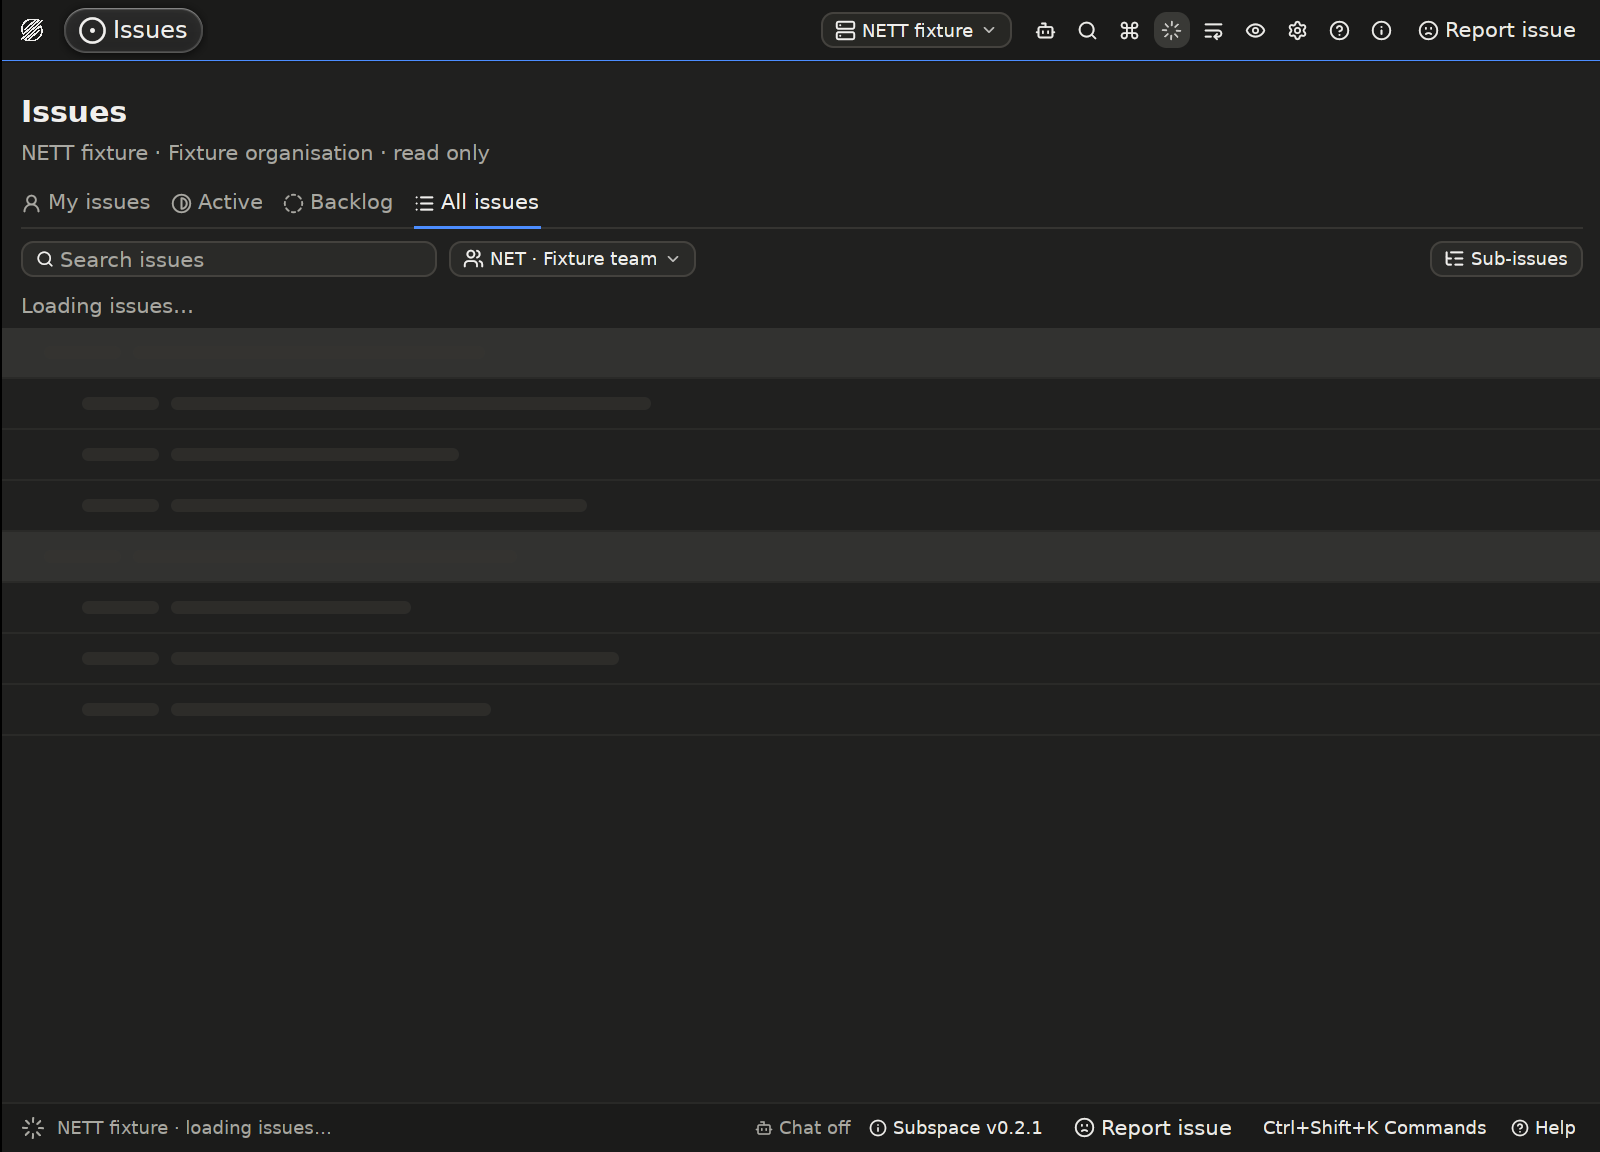 Issues
NETT fixture
Report issue
Issues
NETT fixture · Fixture organisation · read only
My issues
Active
Backlog
All issues
Search issues
NET · Fixture team
Sub-issues
Loading issues...
NETT fixture · loading issues...
Chat off
Subspace v0.2.1
Report issue
Ctrl+Shift+K Commands
Help